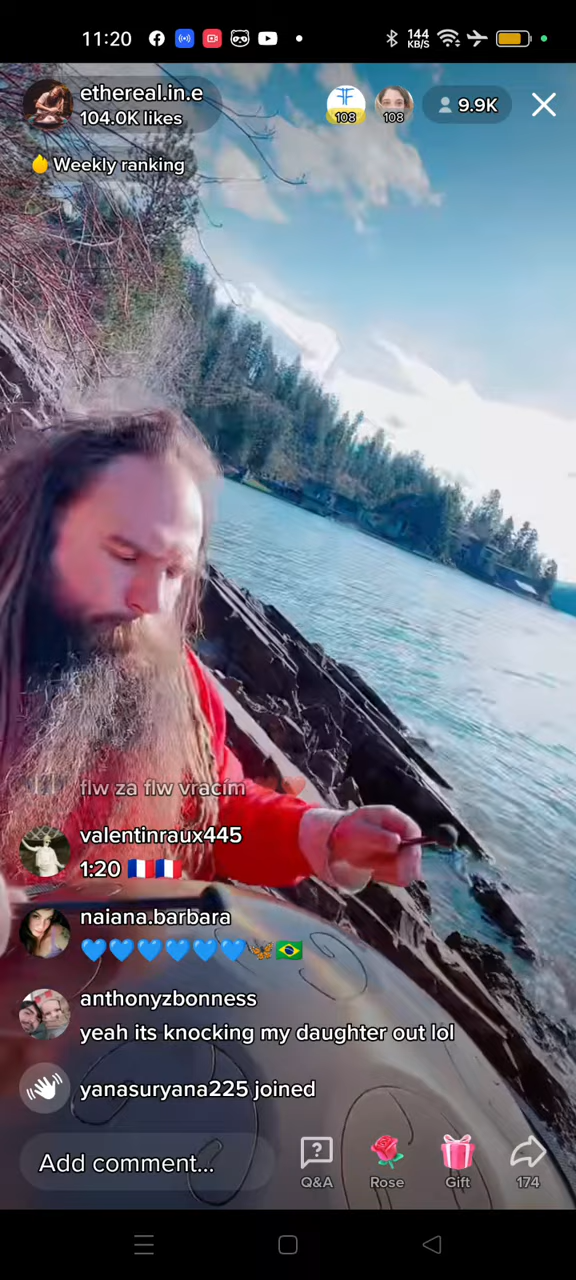 11:20
144
KB/S
ethereal.in.e
104.0K likes
108
108
9.9K
Weekly ranking
flw za flw vracím
valentinraux445
1:20 🇫🇷🇫🇷
naiana.barbara
💙💙💙💙💙💙🦋🇧🇷
anthonyzbonness
yeah its knocking my daughter out lol
yanasuryana225 joined
Add comment...
Q&A
Rose
Gift
174